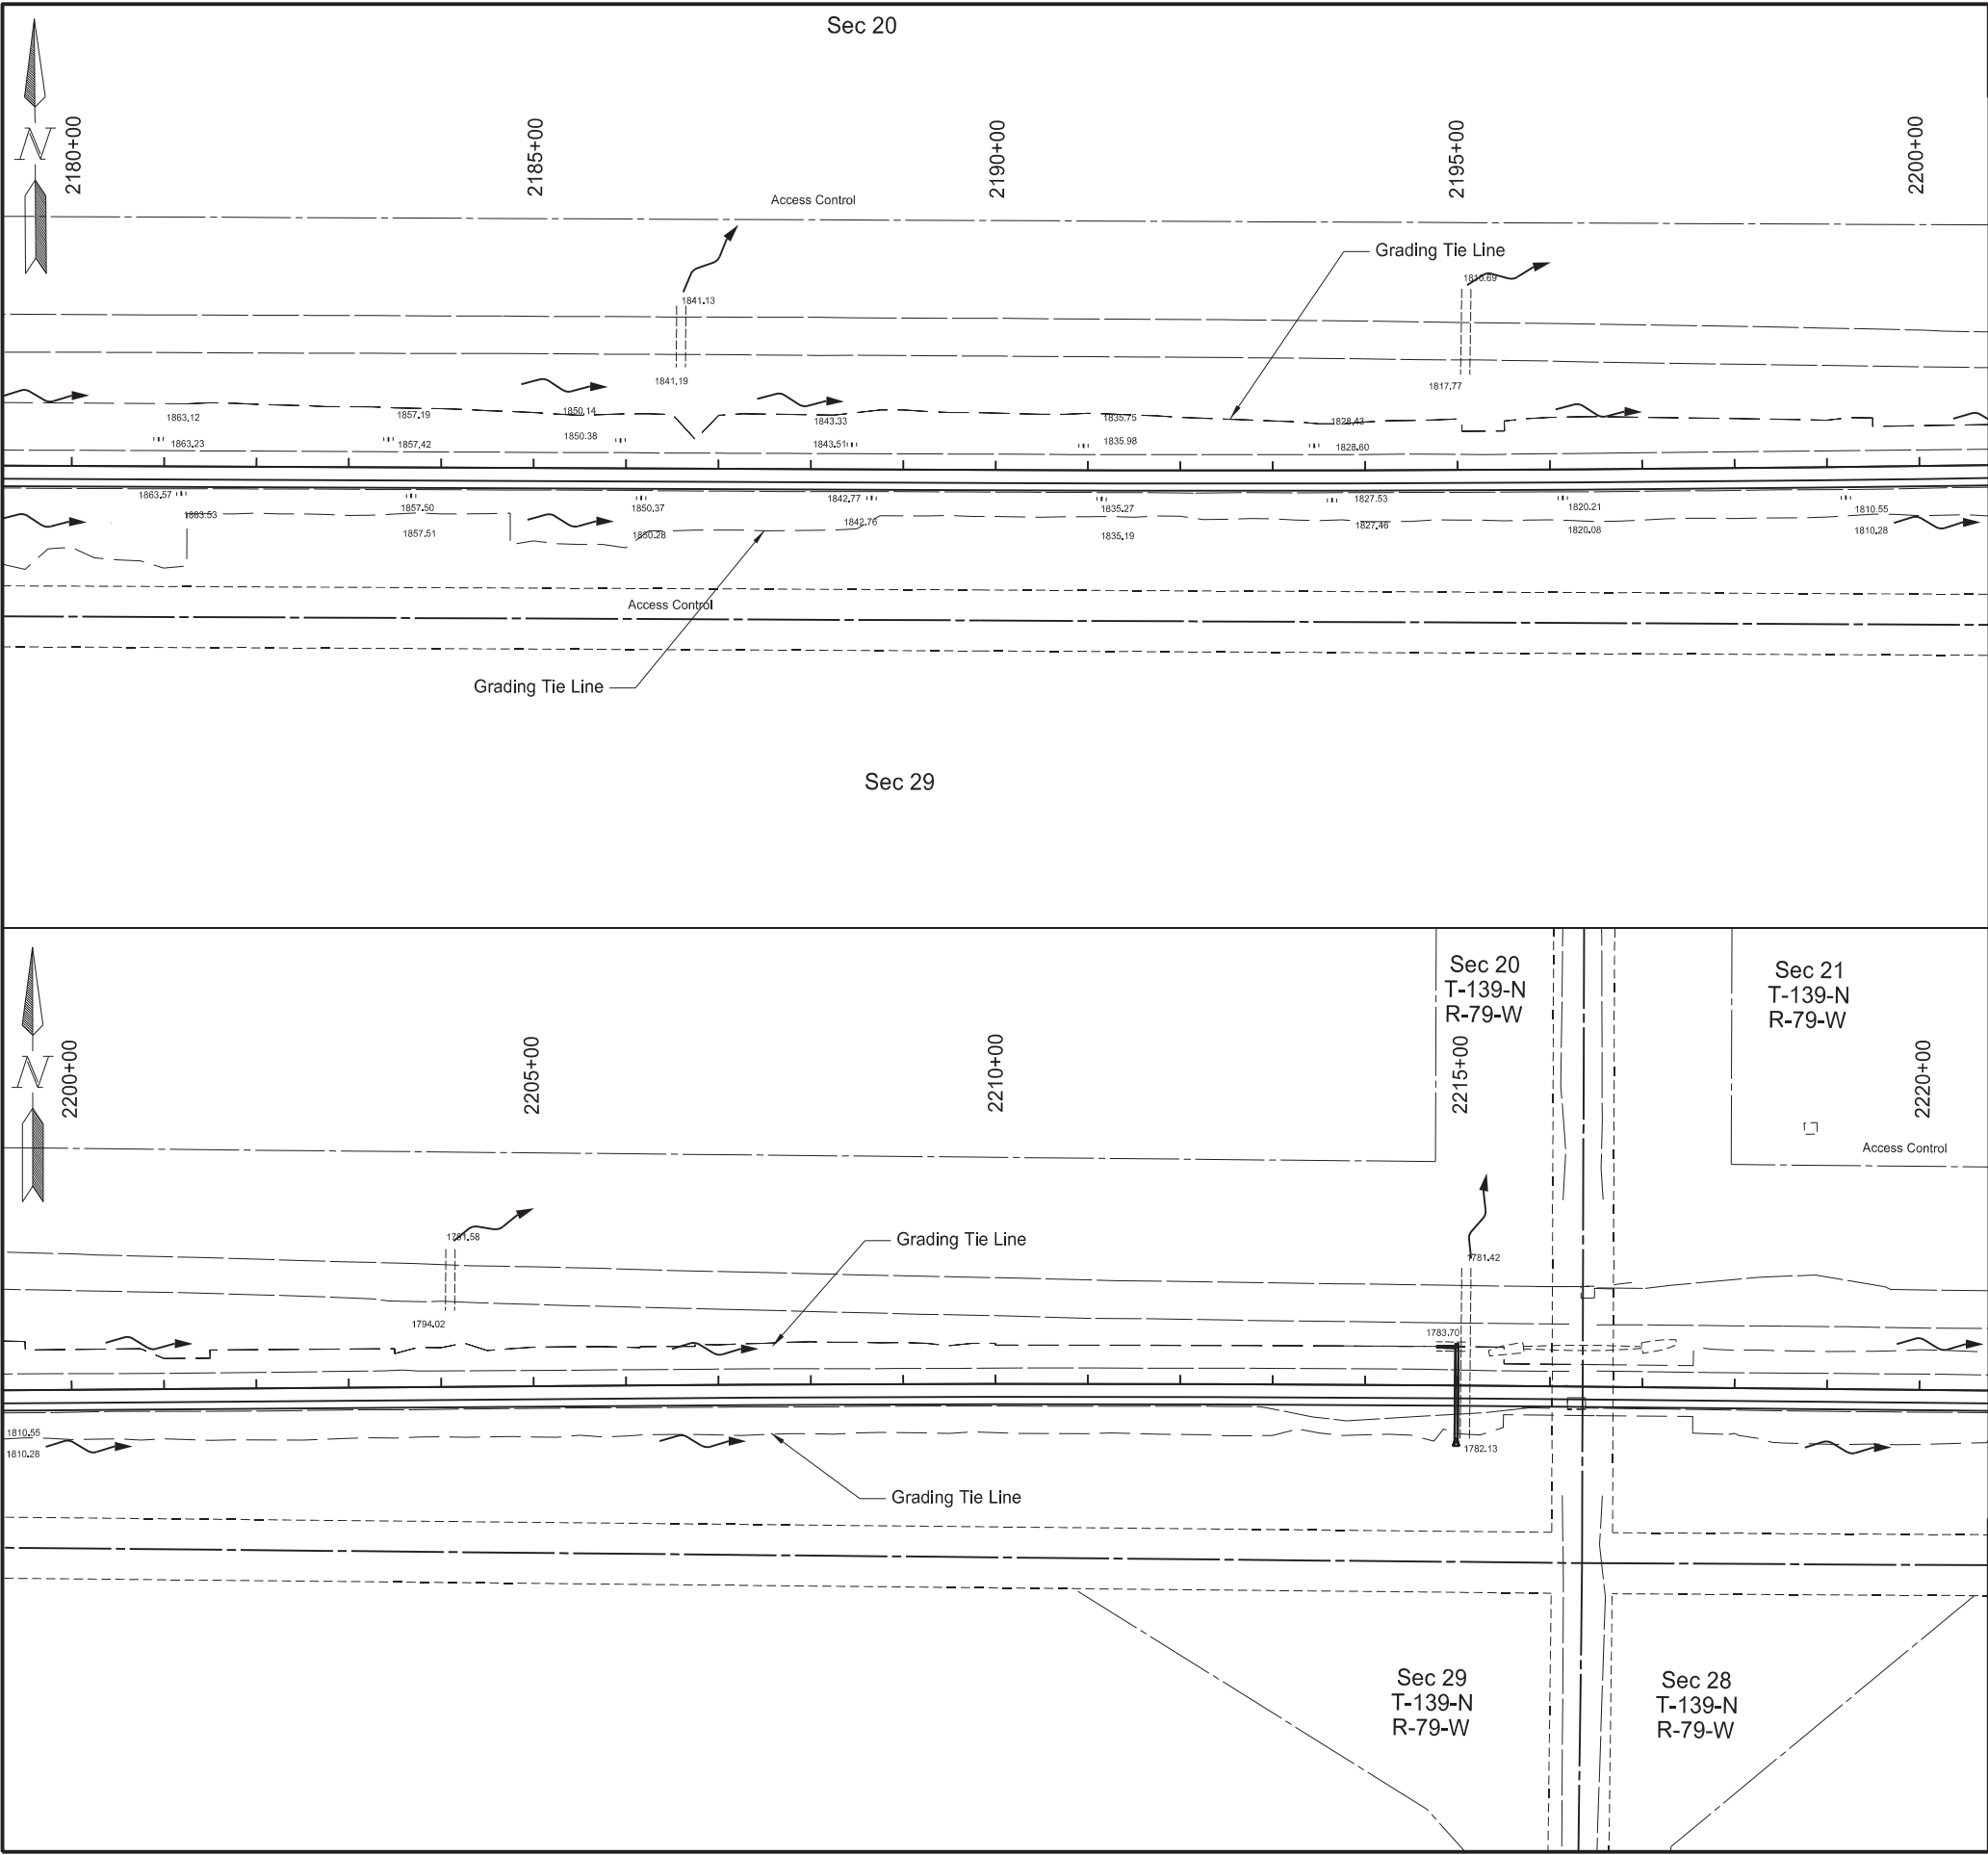 Sec 20
N
2180+00
2185+00
2190+00
2195+00
2200+00
Access Control
Grading Tie Line
1841.13
1810.69
1841.19
1817.77
1863.12
1857.19
1850.14
1843.33
1835.75
1828.43
1863.23
1857.42
1850.38
1843.51
1835.98
1828.60
1863.57
1857.50
1850.37
1842.77
1835.27
1827.53
1820.21
1810.55
1863.53
1857.51
1850.28
1842.76
1835.19
1827.46
1820.08
1810.28
Access Control
Grading Tie Line
Sec 29
Sec 20
T-139-N
R-79-W
Sec 21
T-139-N
R-79-W
N
2200+00
2205+00
2210+00
2215+00
2220+00
Access Control
1791.58
Grading Tie Line
1781.42
1794.02
1783.70
1810.55
1810.28
1782.13
Grading Tie Line
Sec 29
T-139-N
R-79-W
Sec 28
T-139-N
R-79-W